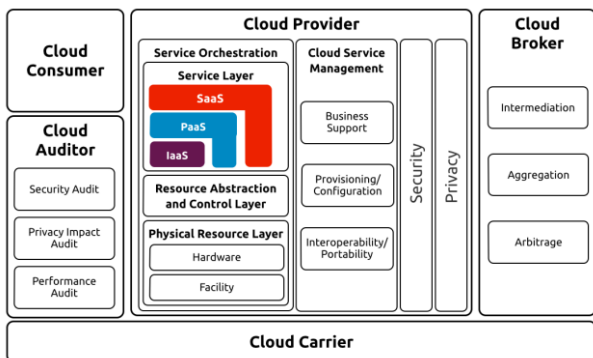 Cloud
Consumer
Cloud
Auditor
Security Audit
Privacy Impact
Audit
Performance
Audit
Cloud Provider
Service Orchestration
Service Layer
SaaS
PaaS
IaaS
Resource Abstraction
and Control Layer
Physical Resource Layer
Hardware
Facility
Cloud Service
Management
Business
Support
Provisioning/
Configuration
Interoperability/
Portability
Security
Privacy
Cloud
Broker
Intermediation
Aggregation
Arbitrage
Cloud Carrier